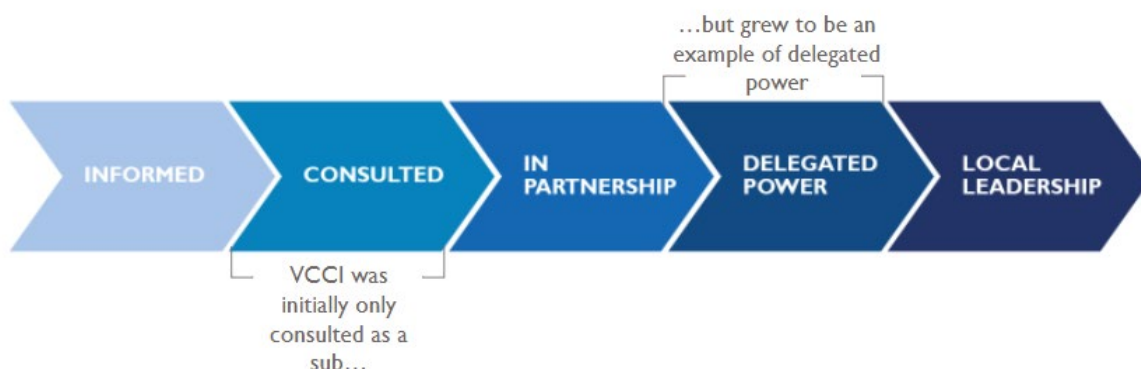 …but grew to be an
example of delegated
power
INFORMED
CONSULTED
IN
PARTNERSHIP
DELEGATED
POWER
LOCAL
LEADERSHIP
VCCI was
initially only
consulted as a
sub…